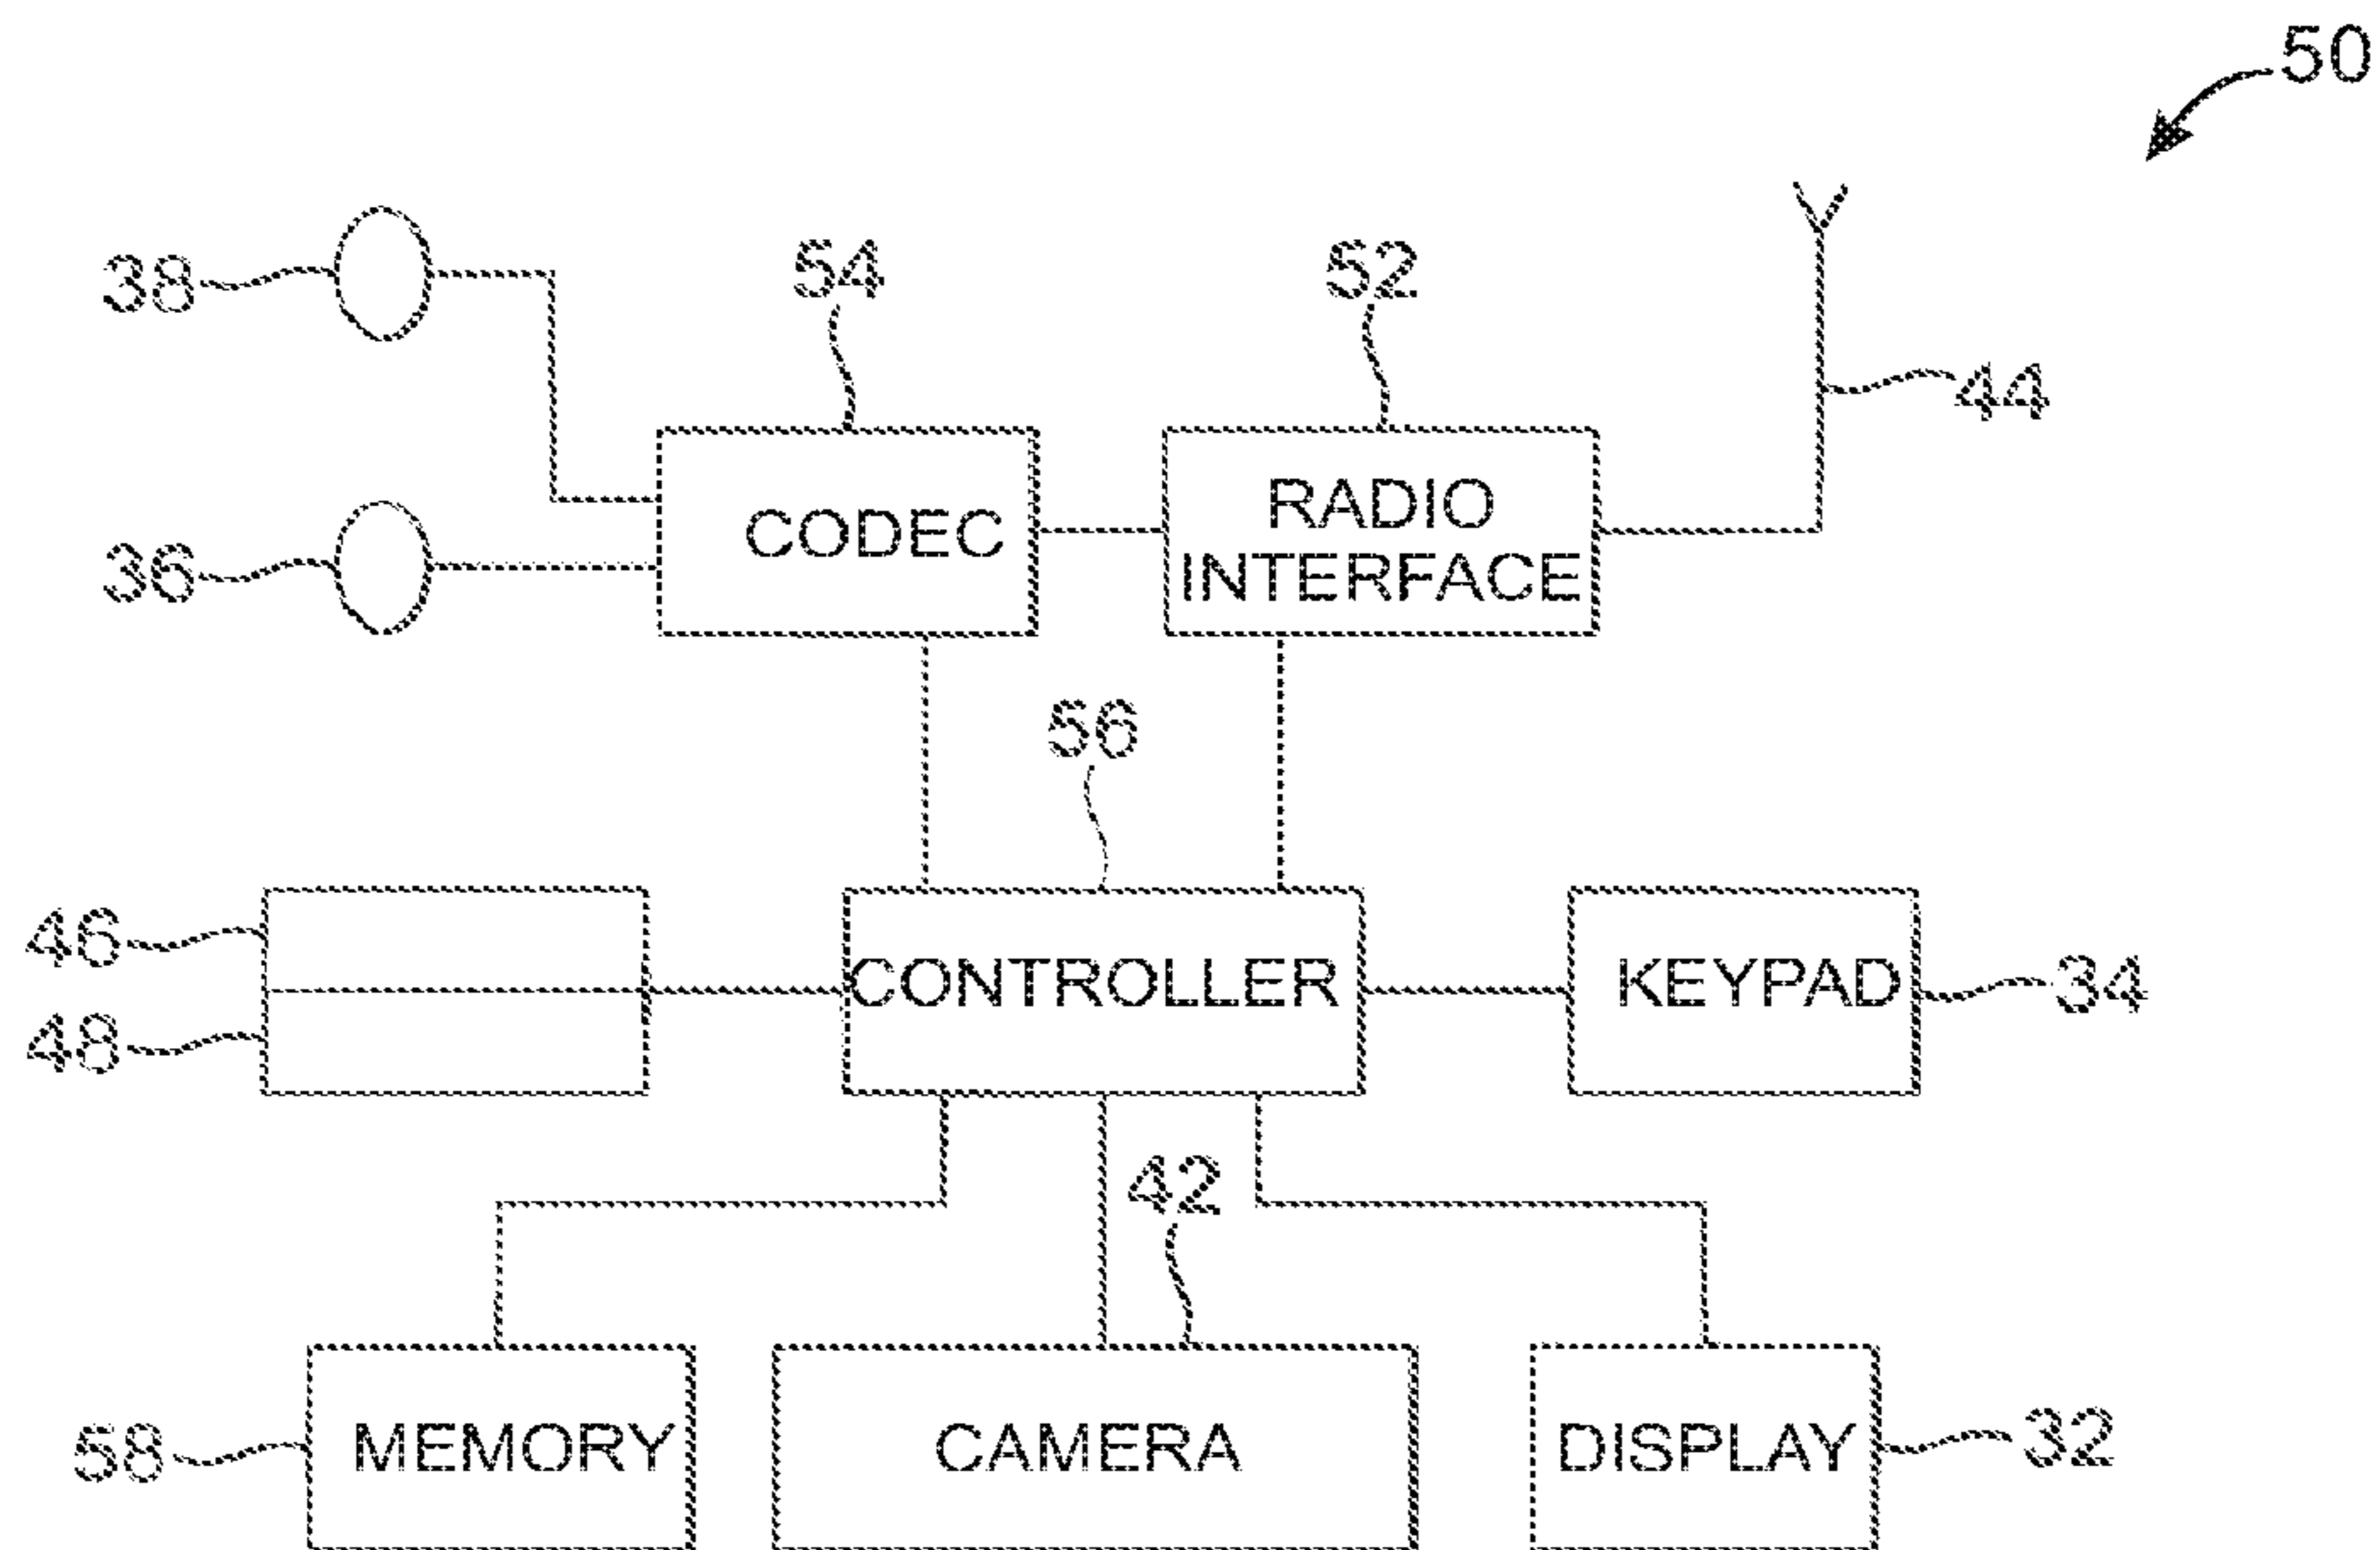 50
38
54
52
44
CODEC
RADIO
INTERFACE
36
56
46
CONTROLLER
KEYPAD
34
48
42
58
MEMORY
CAMERA
DISPLAY
32